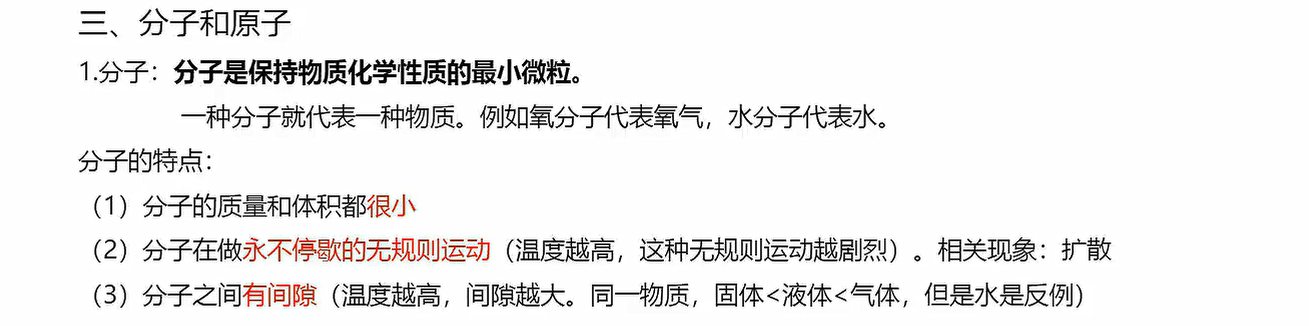 三、分子和原子
1.分子：分子是保持物质化学性质的最小微粒。
一种分子就代表一种物质。例如氧分子代表氧气，水分子代表水。
分子的特点：
（1）分子的质量和体积都很小
（2）分子在做永不停歇的无规则运动（温度越高，这种无规则运动越剧烈）。相关现象：扩散
（3）分子之间有间隙（温度越高，间隙越大。同一物质，固体<液体<气体，但是水是反例）